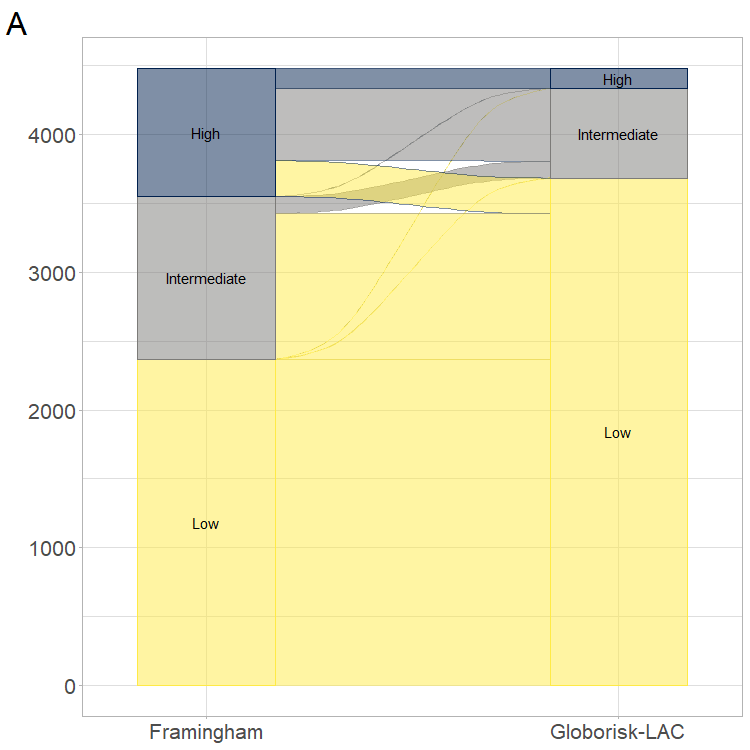 A
High
High
4000
Intermediate
3000
Intermediate
2000
Low
Low
1000
0
Framingham
Globorisk-LAC